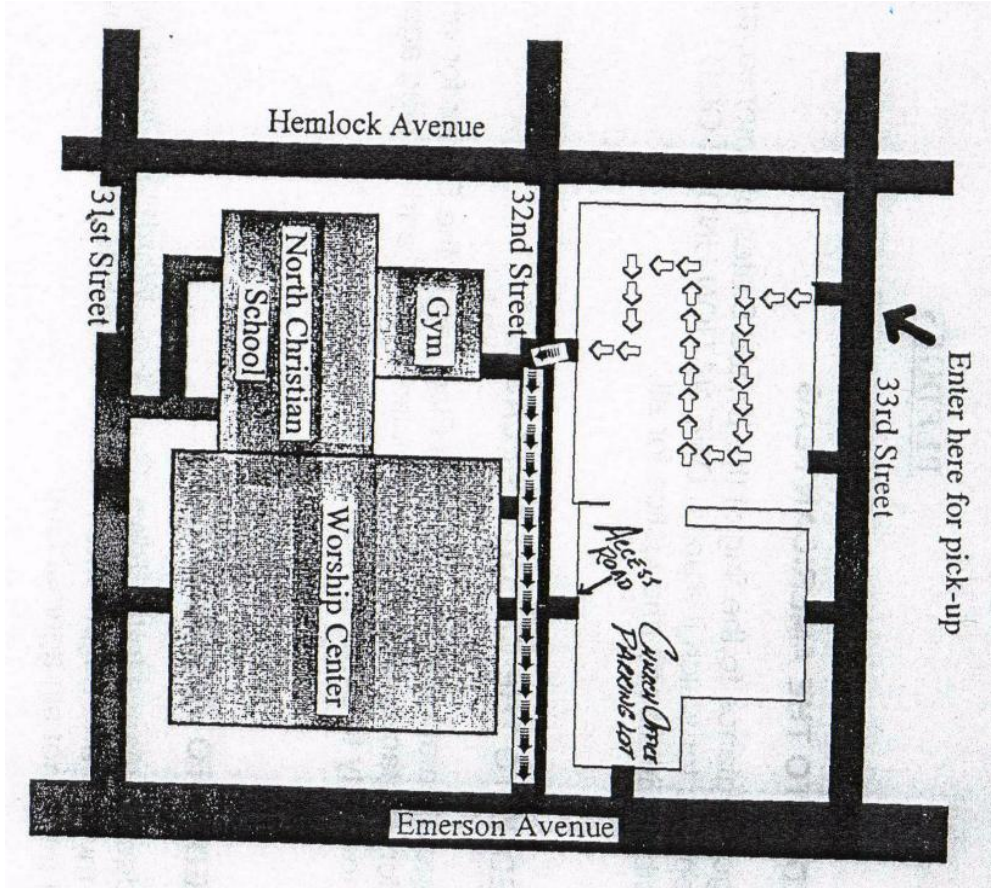 Hemlock Avenue
31st Street
North Christian
School
Gym
32nd Street
33rd Street
Enter here for pick-up
Worship Center
ACCESS
ROAD
CHURCH OFFICE
PARKING LOT
Emerson Avenue